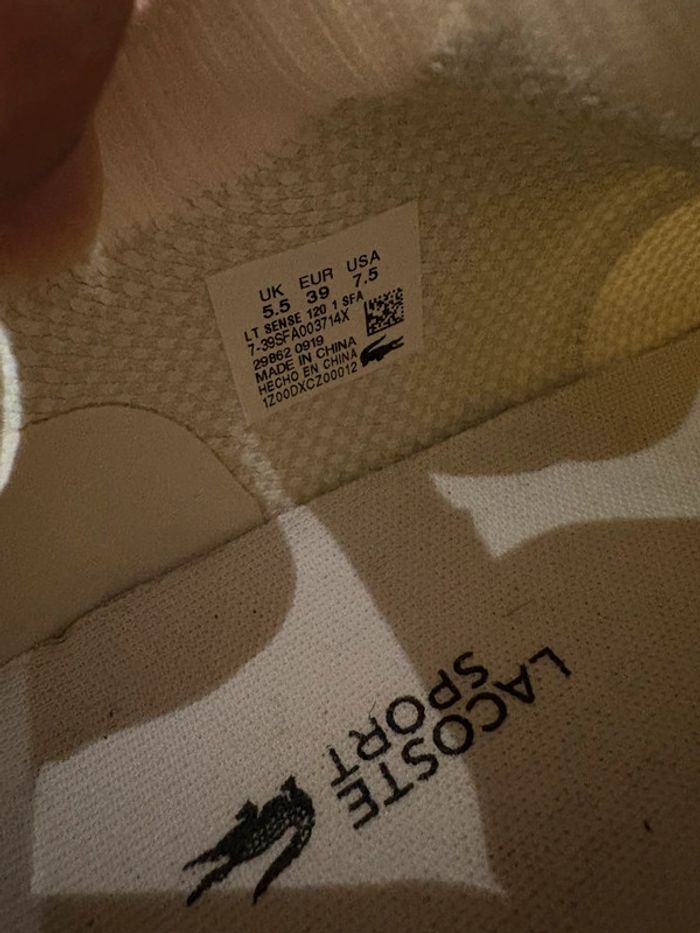 UK EUR USA
5.5 39 7.5
LT SENSE 120 1 SFA
7-39SFA003714X
29862 0919
MADE IN CHINA
HECHO EN CHINA
1Z00DXCZ00012
LACOSTE
SPORT